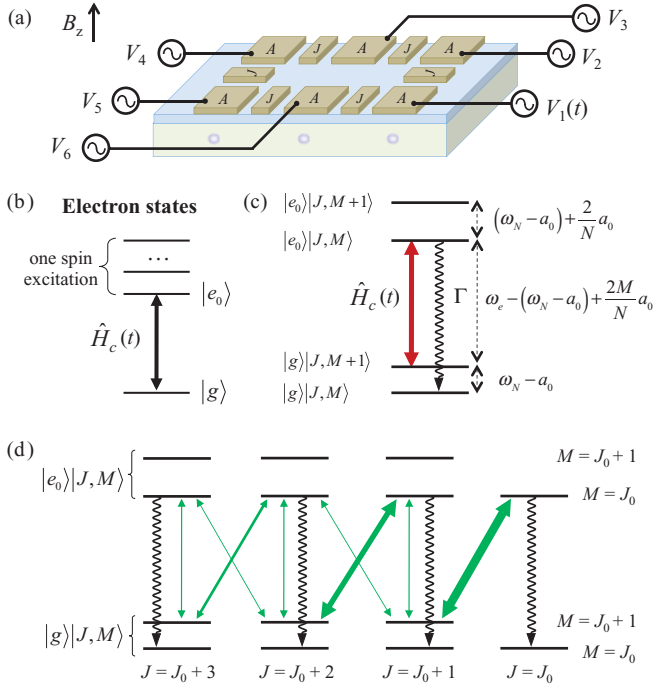 (a)
B_z
V_3
V_4
A
J
A
J
A
V_2
J
J
V_5
A
J
A
J
A
V_1(t)
V_6
(b)
Electron states
one spin
excitation
...
|e_0⟩
Ĥ_c(t)
|g⟩
(c)
|e_0⟩|J, M+1⟩
(ω_N − a_0) + \frac{2}{N} a_0
|e_0⟩|J, M⟩
Ĥ_c(t)
Γ
ω_e − (ω_N − a_0) + \frac{2M}{N} a_0
|g⟩|J, M+1⟩
ω_N − a_0
|g⟩|J, M⟩
(d)
M = J_0 + 1
|e_0⟩|J, M⟩
M = J_0
M = J_0 + 1
|g⟩|J, M⟩
M = J_0
J = J_0 + 3
J = J_0 + 2
J = J_0 + 1
J = J_0